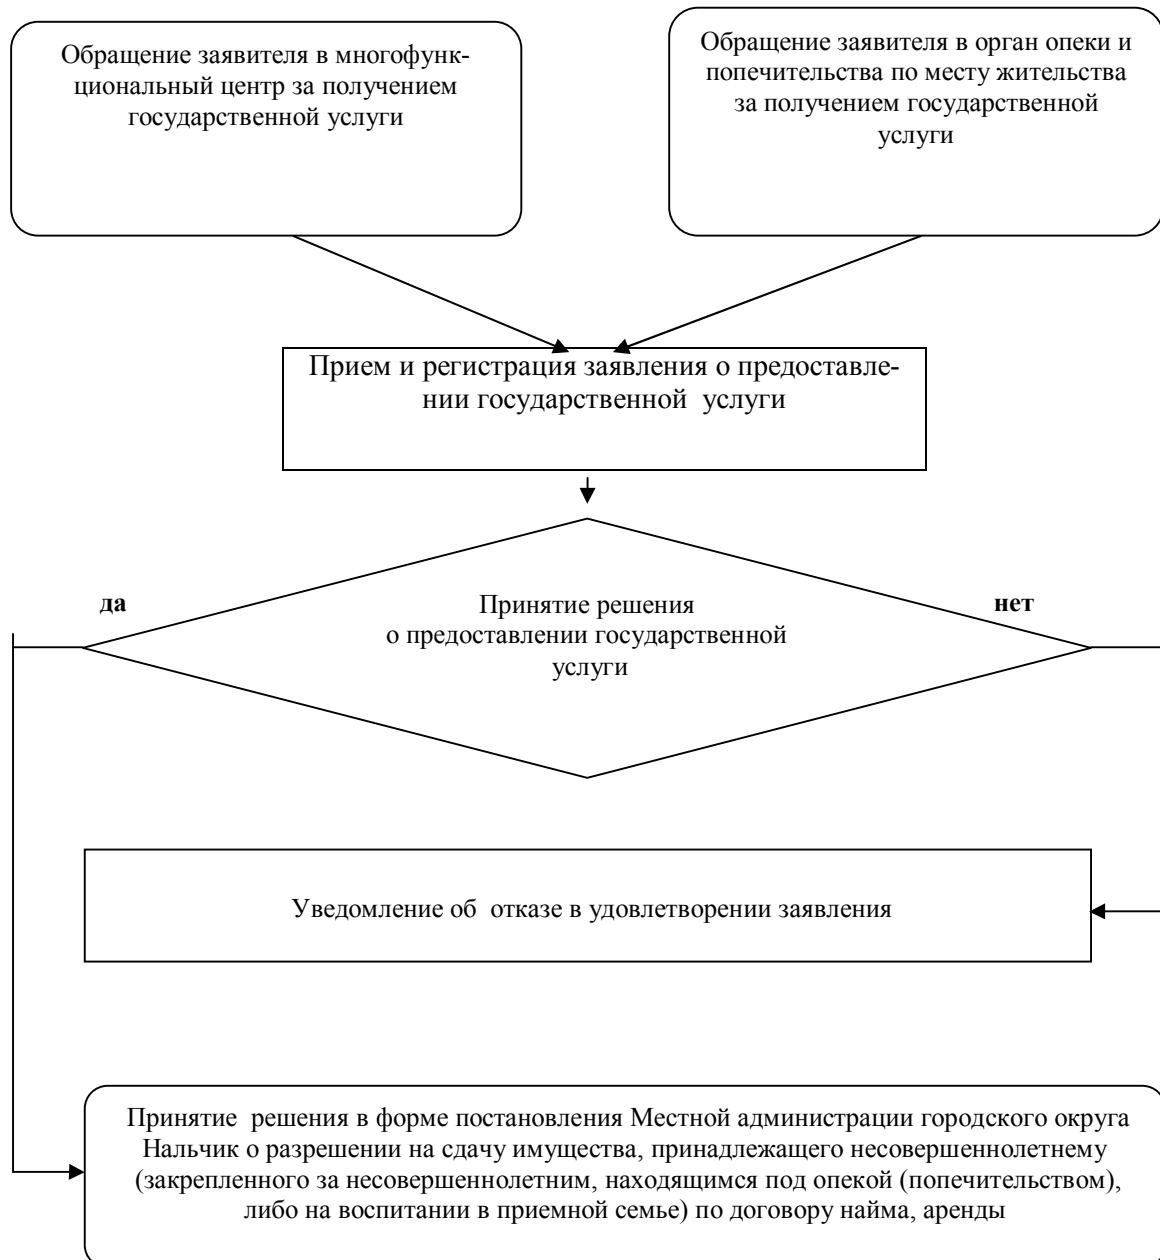 Обращение заявителя в многофунк-
циональный центр за получением
государственной услуги
Обращение заявителя в орган опеки и
попечительства по месту жительства
за получением государственной
услуги
Прием и регистрация заявления о предоставле-
нии государственной услуги
да
нет
Принятие решения
о предоставлении государственной
услуги
Уведомление об отказе в удовлетворении заявления
Принятие решения в форме постановления Местной администрации городского округа
Нальчик о разрешении на сдачу имущества, принадлежащего несовершеннолетнему
(закрепленного за несовершеннолетним, находящимся под опекой (попечительством),
либо на воспитании в приемной семье) по договору найма, аренды